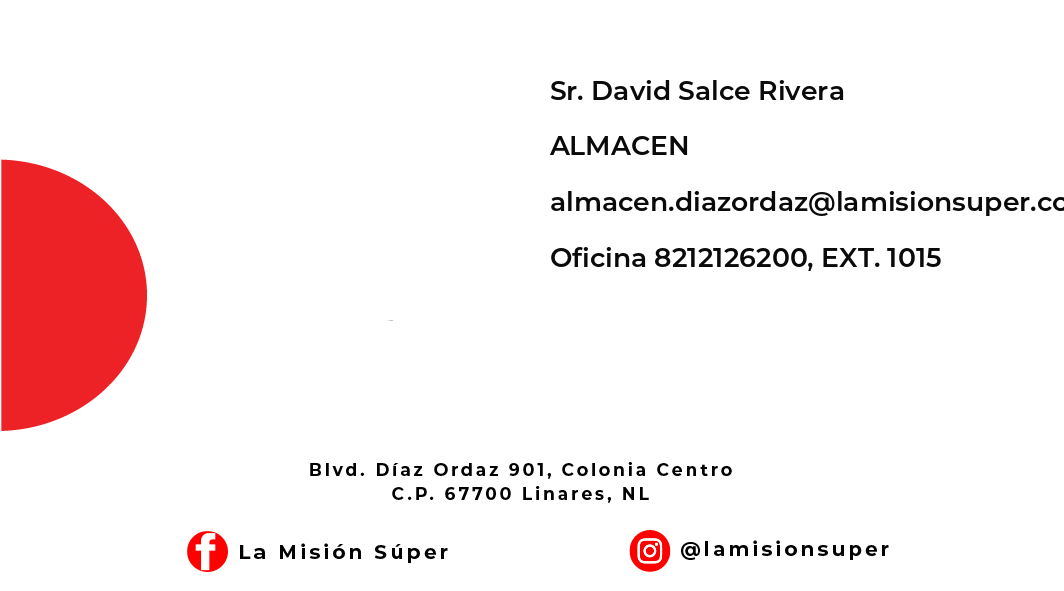 Sr. David Salce Rivera
ALMACEN
almacen.diazordaz@lamisionsuper.co
Oficina 8212126200, EXT. 1015
Blvd. Díaz Ordaz 901, Colonia Centro
C.P. 67700 Linares, NL
La Misión Súper
@lamisionsuper